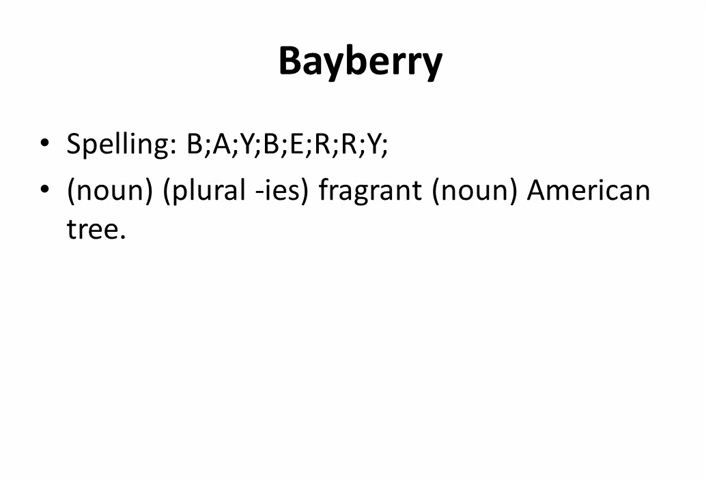 Bayberry
• Spelling: B;A;Y;B;E;R;R;Y;
• (noun) (plural -ies) fragrant (noun) American
tree.